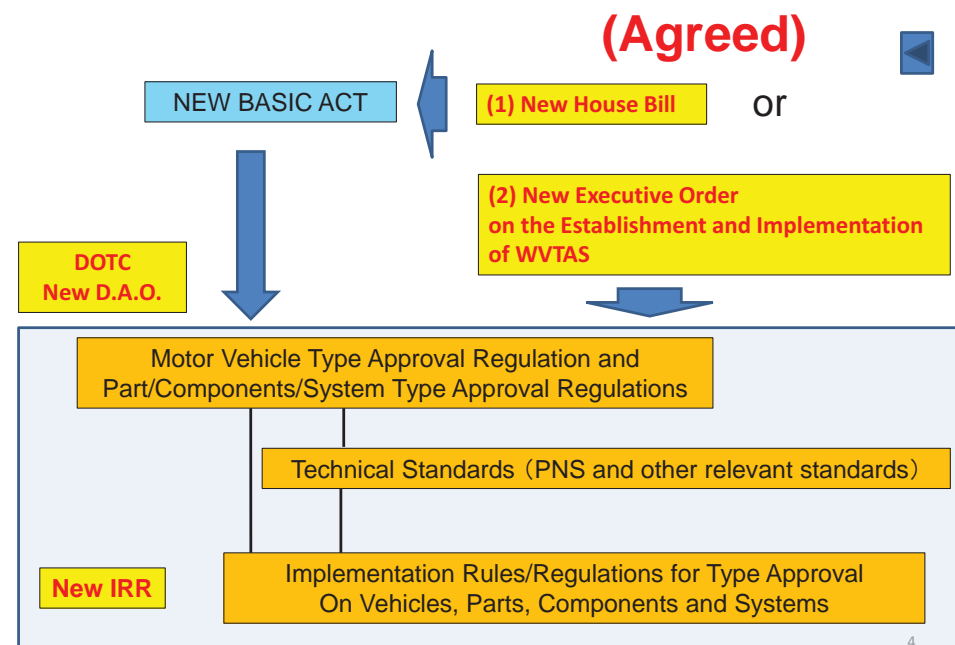 (Agreed)
NEW BASIC ACT
(1) New House Bill
or
(2) New Executive Order
on the Establishment and Implementation
of WVTAS
DOTC
New D.A.O.
Motor Vehicle Type Approval Regulation and
Part/Components/System Type Approval Regulations
Technical Standards（PNS and other relevant standards）
New IRR
Implementation Rules/Regulations for Type Approval
On Vehicles, Parts, Components and Systems
4